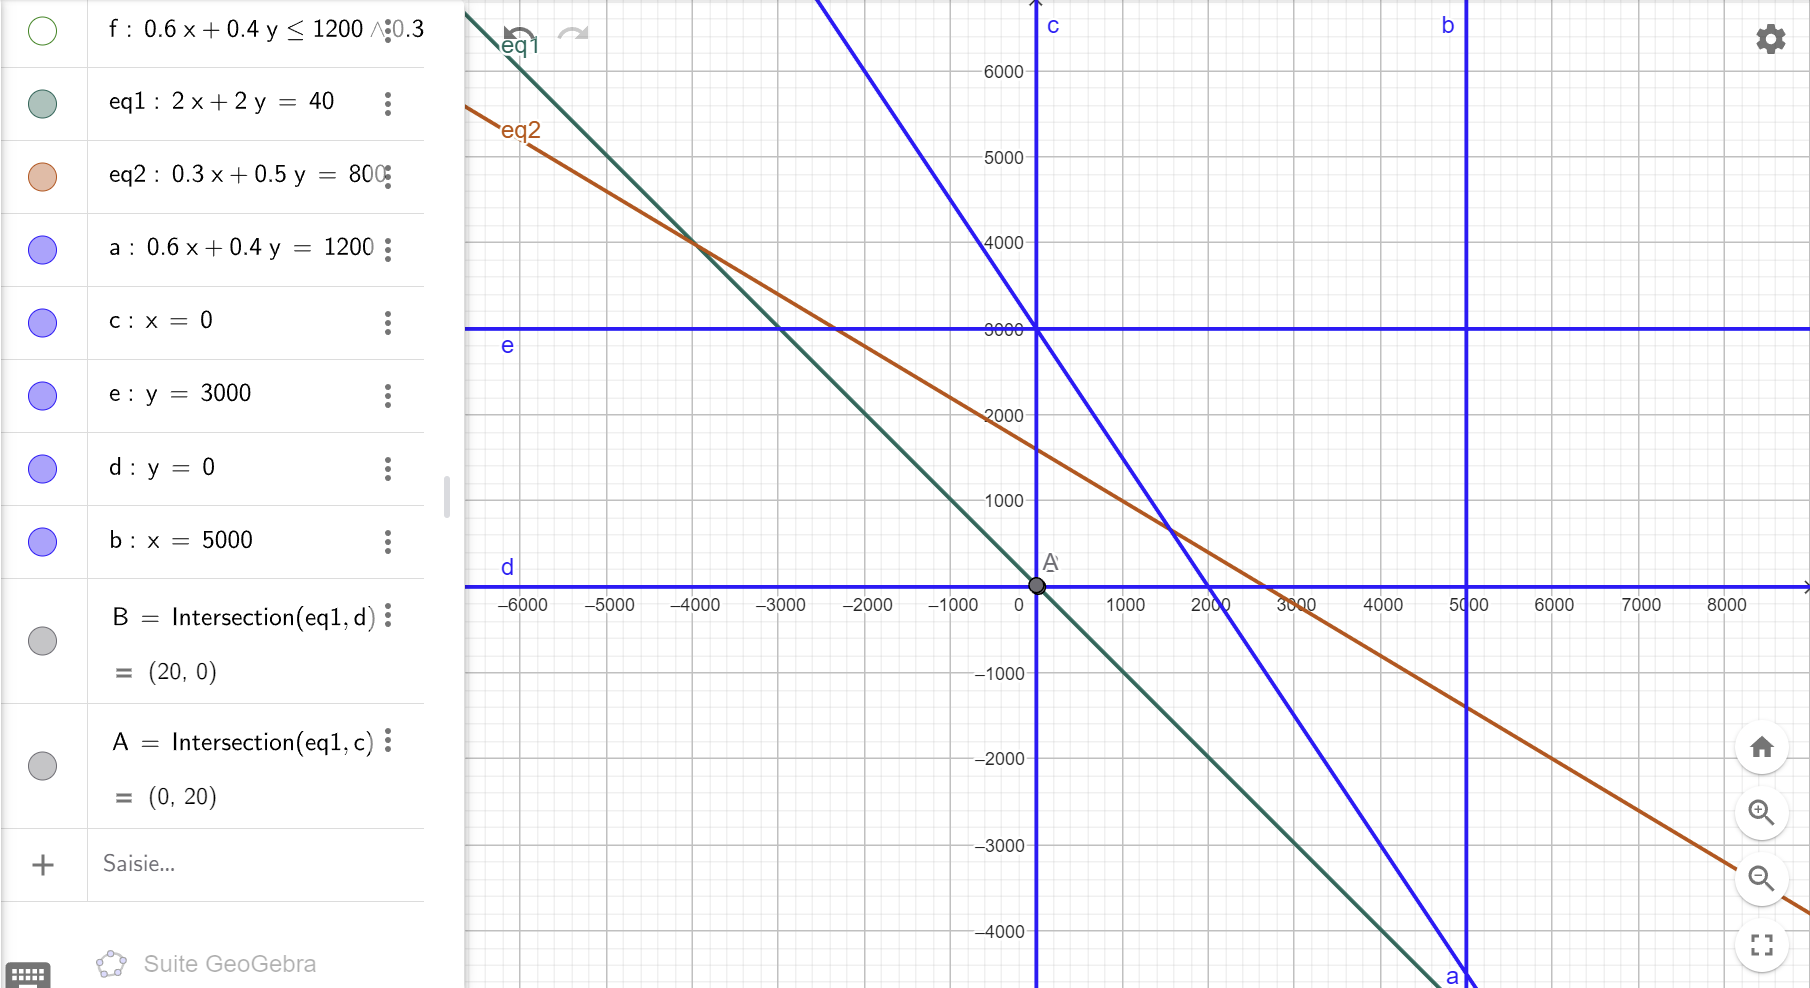 f : 0.6 x + 0.4 y ≤ 1200 ∧ 0.3
eq1 : 2 x + 2 y = 40
eq2 : 0.3 x + 0.5 y = 800
a : 0.6 x + 0.4 y = 1200
c : x = 0
e : y = 3000
d : y = 0
b : x = 5000
B = Intersection(eq1, d)
= (20, 0)
A = Intersection(eq1, c)
= (0, 20)
+ Saisie...
Suite GeoGebra
eq1
eq2
c
b
e
d
A
a
6000
5000
4000
3000
2000
1000
–6000 –5000 –4000 –3000 –2000 –1000 0 1000 2000 3000 4000 5000 6000 7000 8000
–1000
–2000
–3000
–4000